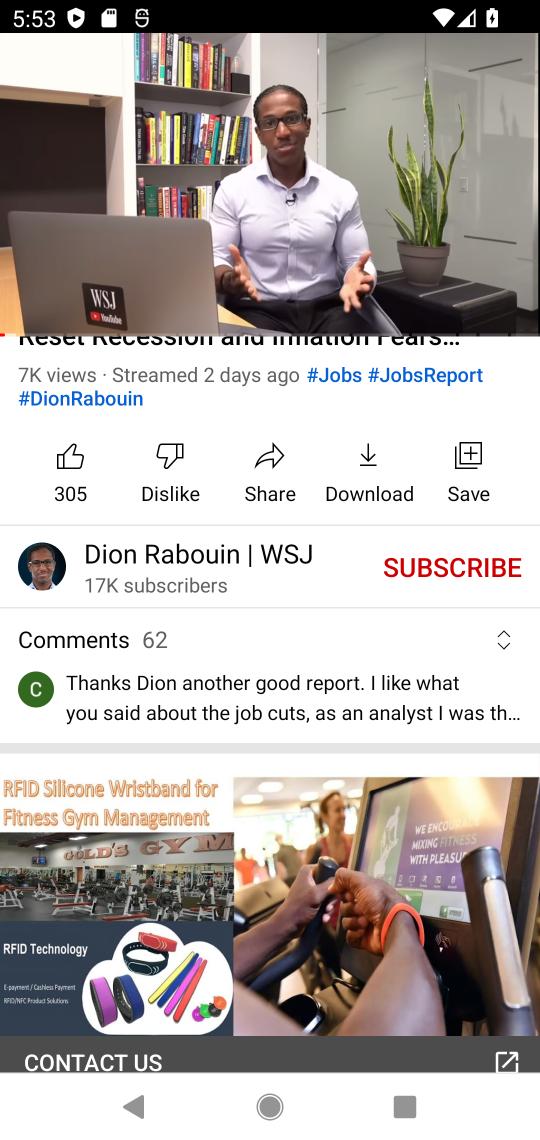 5:53
WSJ
YouTube
Reset Recession and Inflation Fears...
7K views · Streamed 2 days ago #Jobs #JobsReport
#DionRabouin
305
Dislike
Share
Download
Save
Dion Rabouin | WSJ
17K subscribers
SUBSCRIBE
Comments 62
C
Thanks Dion another good report. I like what
you said about the job cuts, as an analyst I was th...
RFID Silicone Wristband for
Fitness Gym Management
GOLD'S GYM
RFID Technology
E-payment / Cashless Payment
RFID/NFC Product Solutions
WE ENCOURAGE
MIXING FITNESS
WITH PLEASURE
CONTACT US